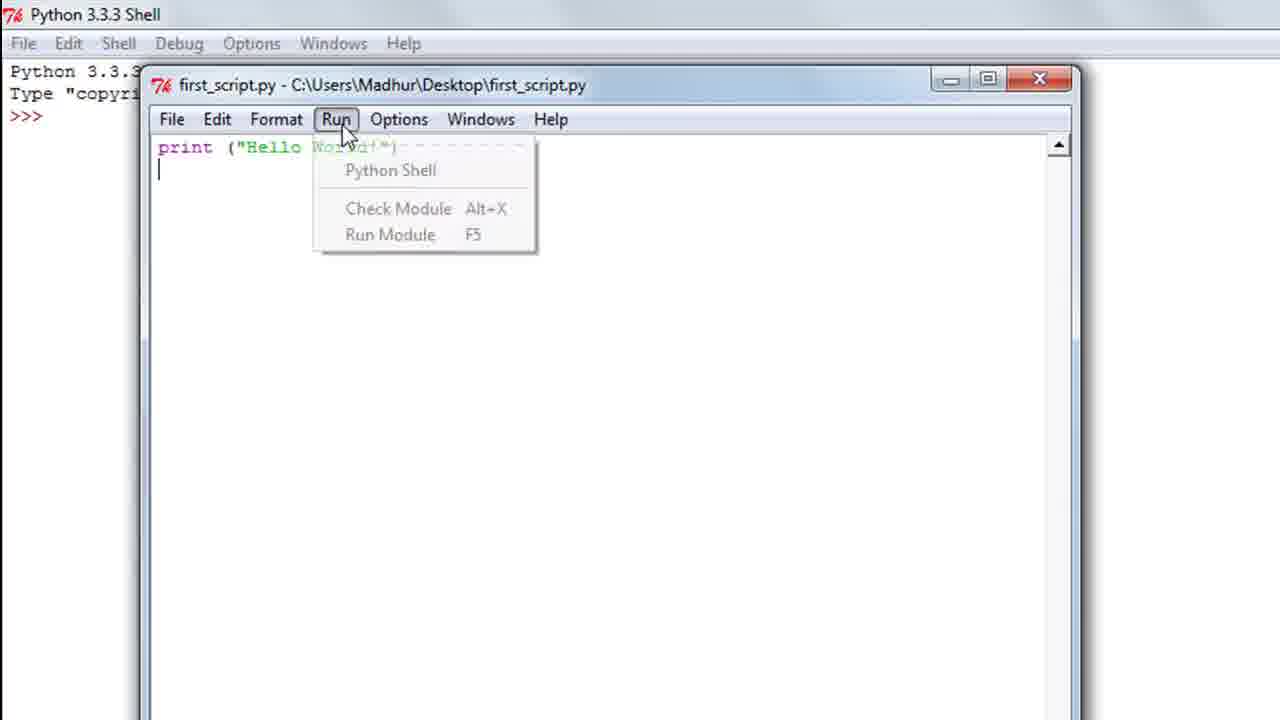 Python 3.3.3 Shell
File Edit Shell Debug Options Windows Help
Python 3.3.3
Type "copyri
>>>
first_script.py - C:\Users\Madhur\Desktop\first_script.py
File Edit Format Run Options Windows Help
print ("Hello World!")
Python Shell
Check Module Alt+X
Run Module F5